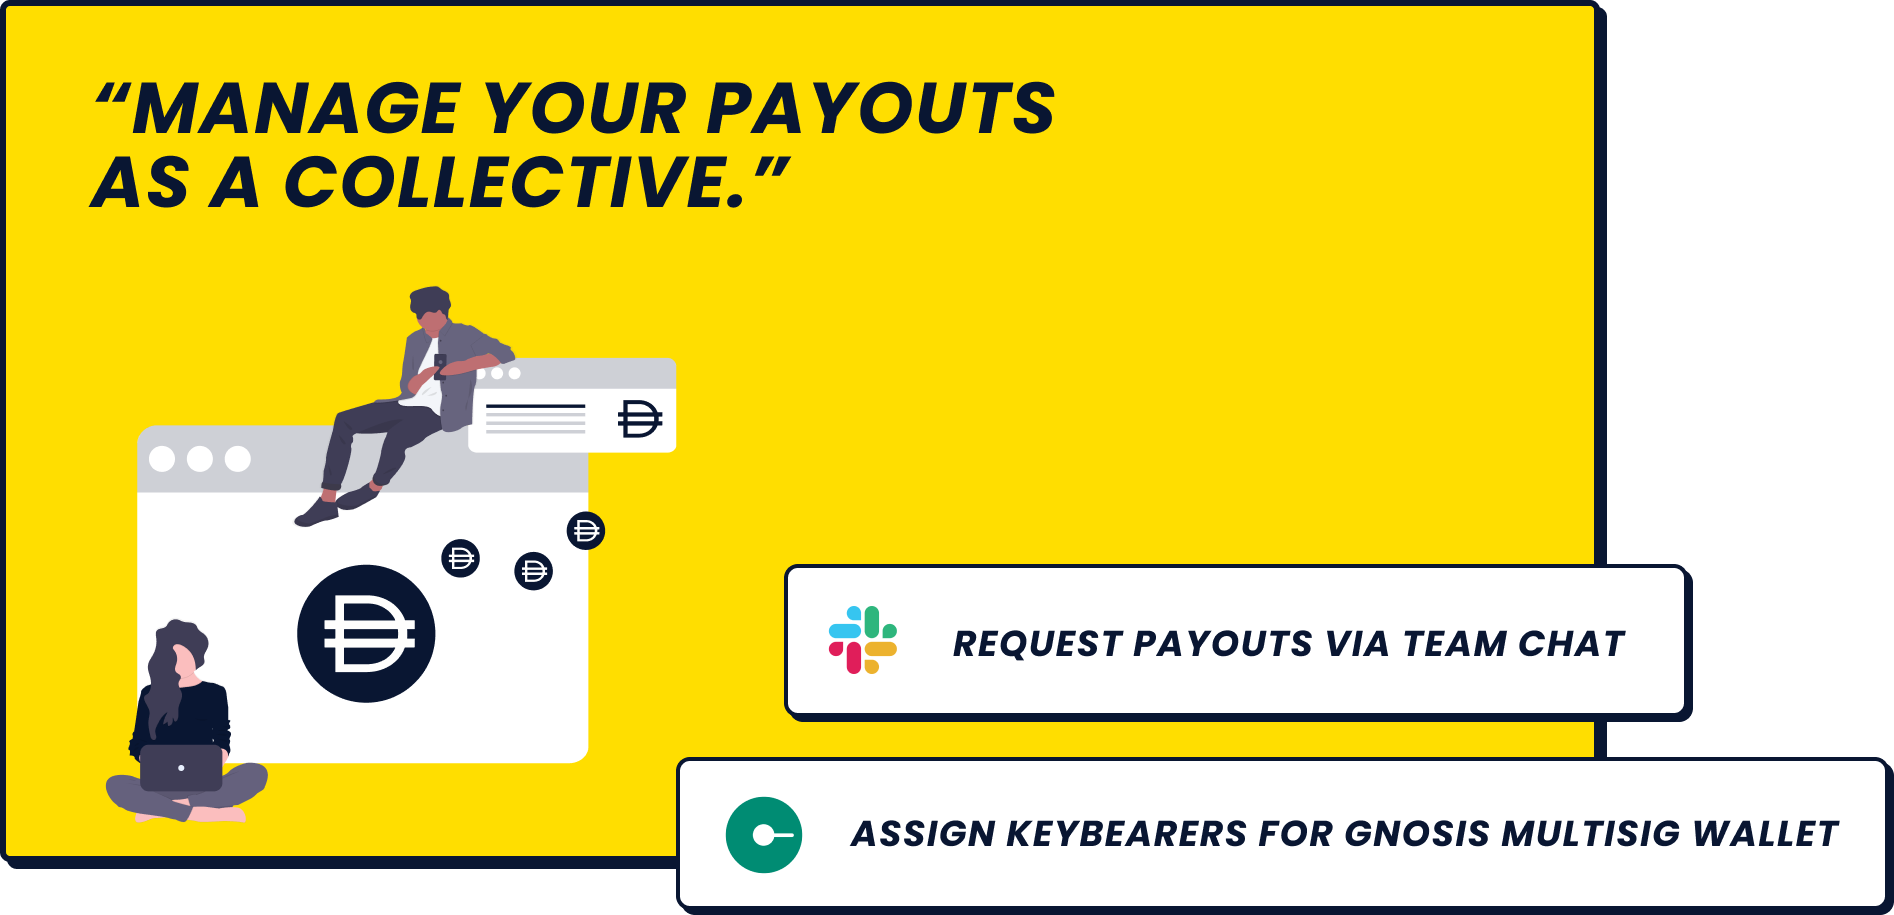 “MANAGE YOUR PAYOUTS
AS A COLLECTIVE.”
REQUEST PAYOUTS VIA TEAM CHAT
ASSIGN KEYBEARERS FOR GNOSIS MULTISIG WALLET